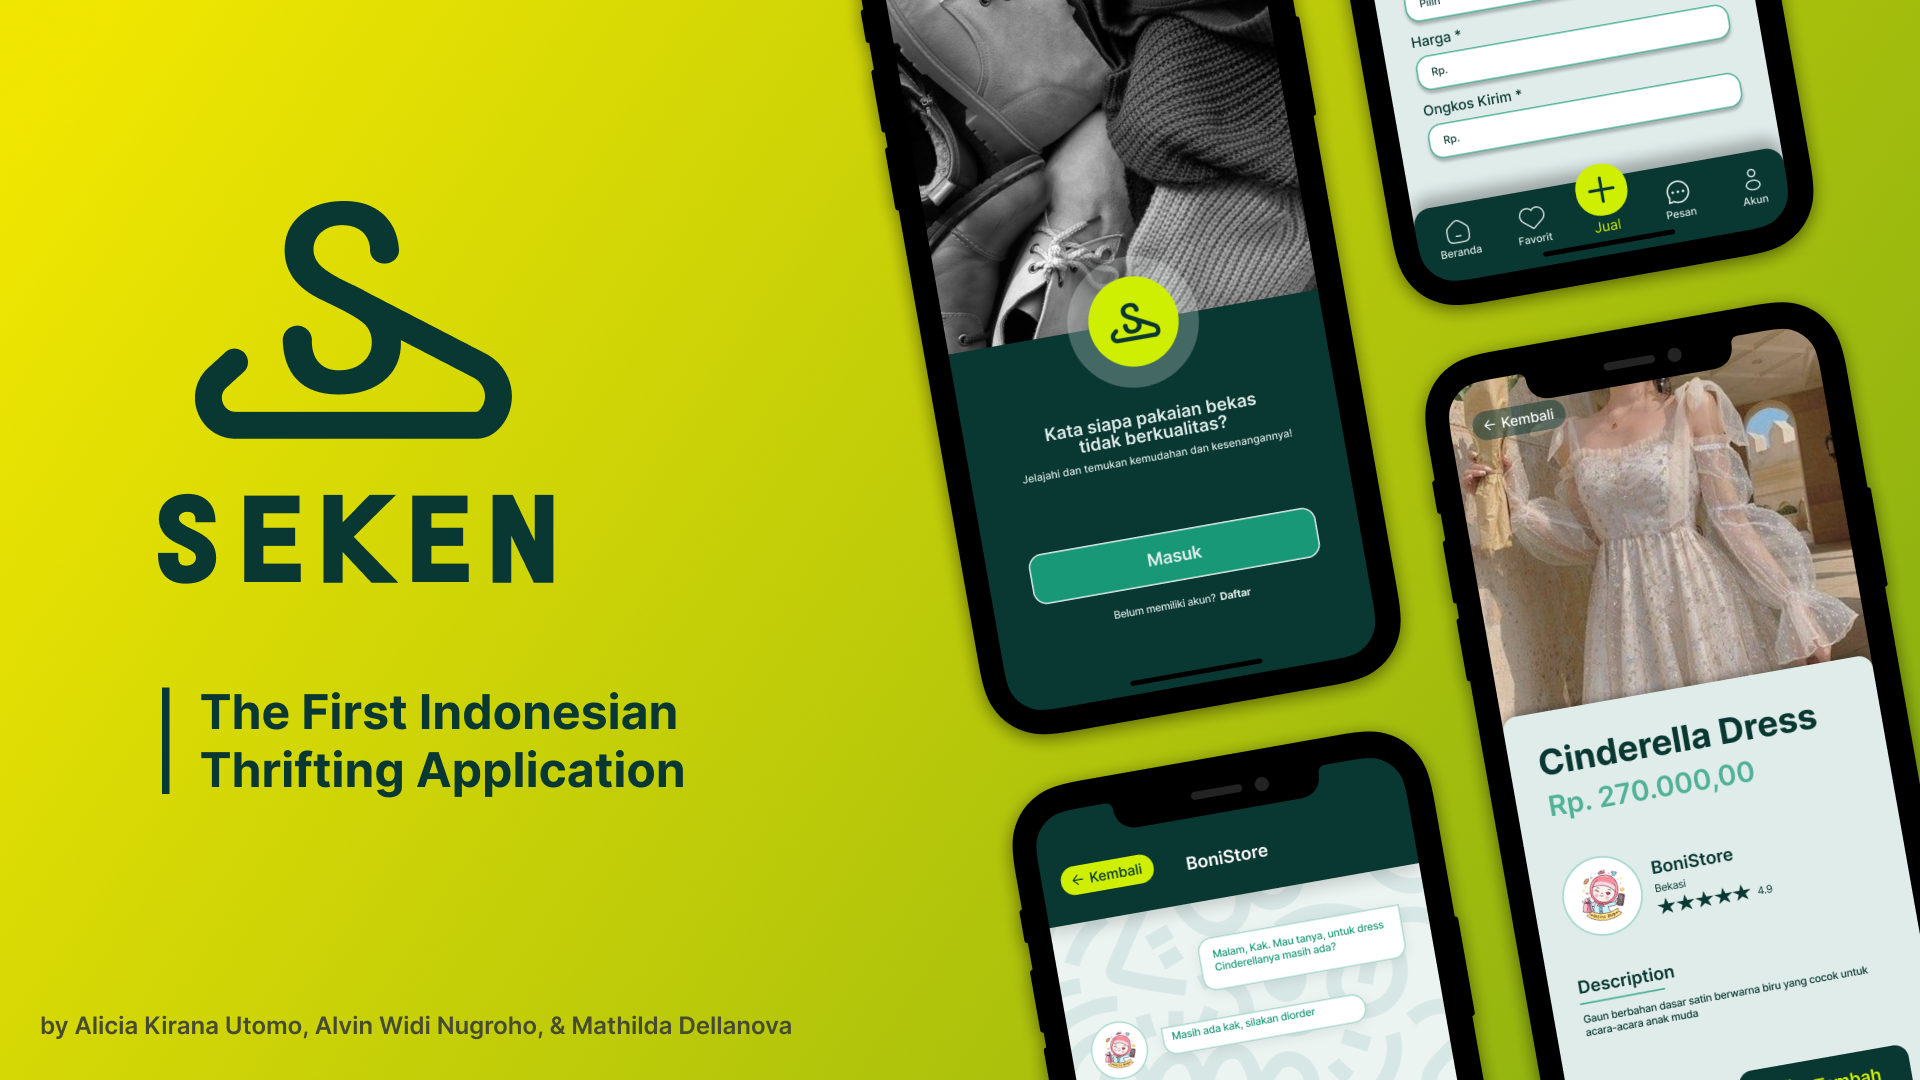 SEKEN
The First Indonesian
Thrifting Application
by Alicia Kirana Utomo, Alvin Widi Nugroho, & Mathilda Dellanova
Kata siapa pakaian bekas
tidak berkualitas?
Jelajahi dan temukan kemudahan dan kesenangannya!
Masuk
Belum memiliki akun? Daftar
Pilih
Harga *
Rp.
Ongkos Kirim *
Rp.
Beranda
Favorit
Jual
Pesan
Akun
← Kembali
BoniStore
Malam, Kak. Mau tanya, untuk dress
Cinderellanya masih ada?
Masih ada kak, silakan diorder
← Kembali
Cinderella Dress
Rp. 270.000,00
BoniStore
Bekasi
★★★★★ 4.9
Description
Gaun berbahan dasar satin berwarna biru yang cocok untuk
acara-acara anak muda